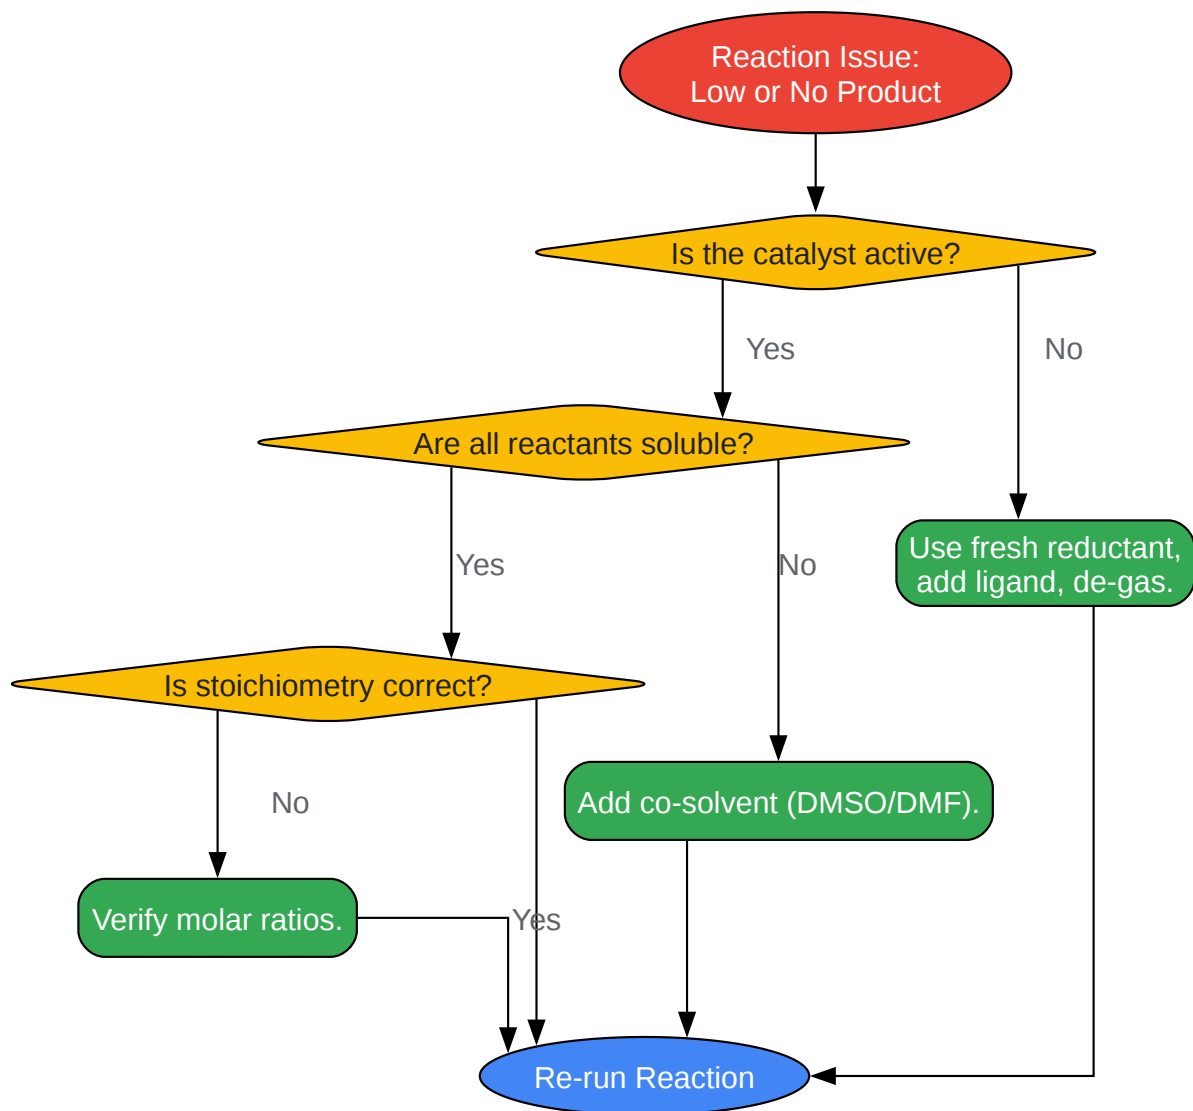 Reaction Issue:
Low or No Product
Is the catalyst active?
Yes
No
Are all reactants soluble?
Use fresh reductant,
add ligand, de-gas.
Yes
No
Is stoichiometry correct?
No
Add co-solvent (DMSO/DMF).
Verify molar ratios.
Yes
Re-run Reaction